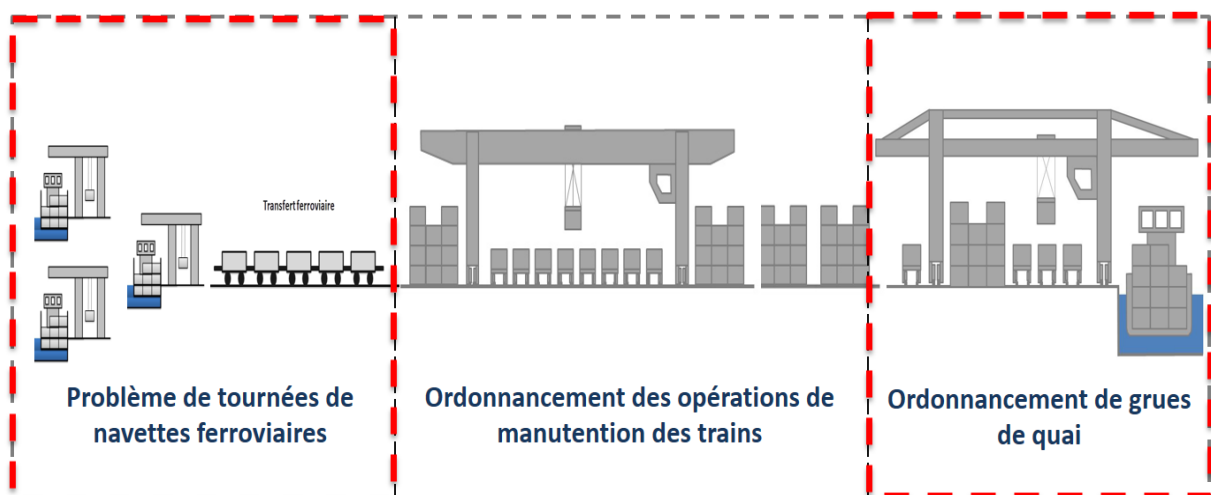 Transfert ferroviaire
Problème de tournées de
navettes ferroviaires
Ordonnancement des opérations de
manutention des trains
Ordonnancement de grues
de quai